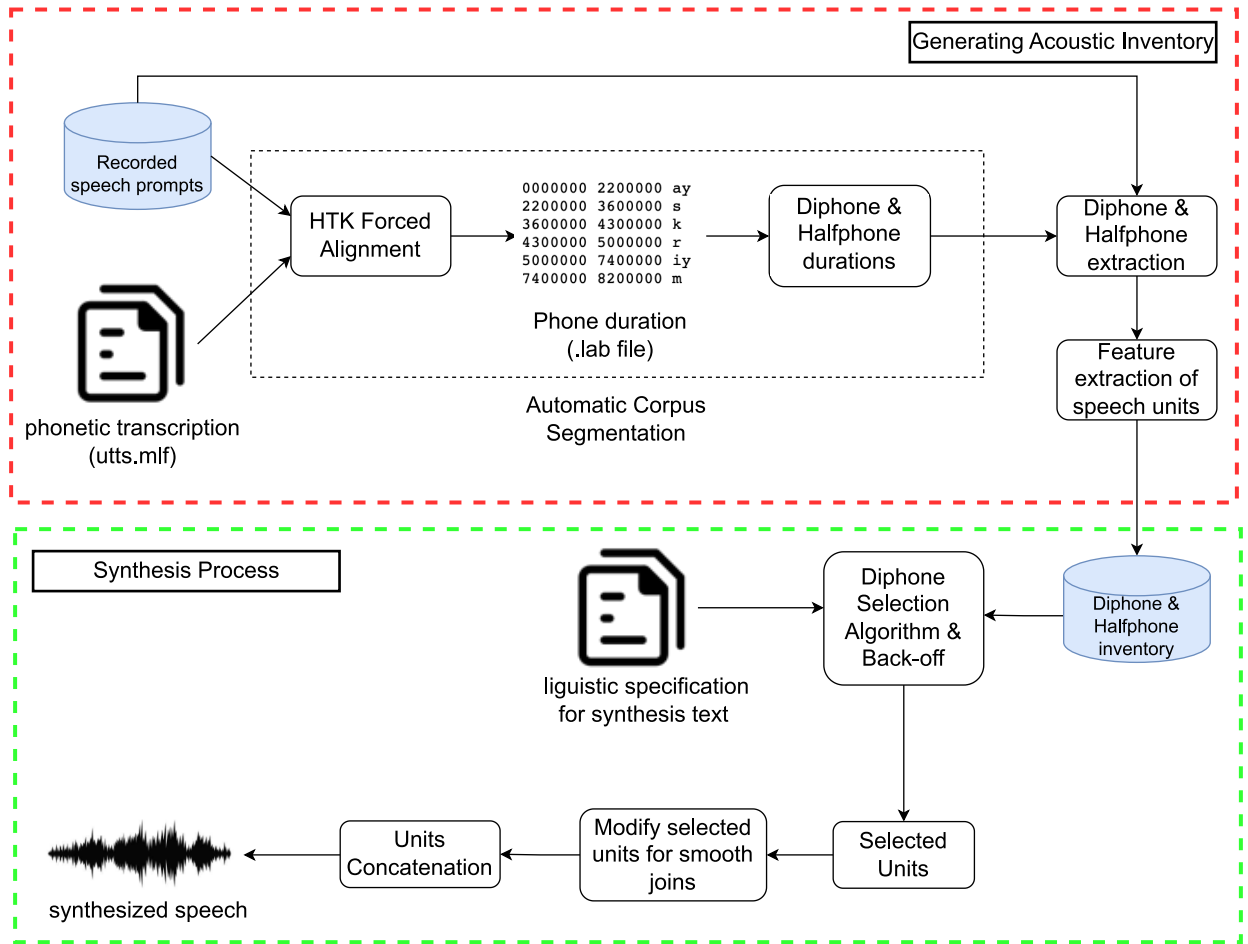 Generating Acoustic Inventory
Recorded
speech prompts
HTK Forced
Alignment
0000000 2200000 ay
2200000 3600000 s
3600000 4300000 k
4300000 5000000 r
5000000 7400000 iy
7400000 8200000 m
Phone duration
(.lab file)
Diphone &
Halfphone
durations
Diphone &
Halfphone
extraction
Feature
extraction of
speech units
phonetic transcription
(utts.mlf)
Automatic Corpus
Segmentation
Synthesis Process
liguistic specification
for synthesis text
Diphone
Selection
Algorithm &
Back-off
Diphone &
Halfphone
inventory
Selected
Units
Modify selected
units for smooth
joins
Units
Concatenation
synthesized speech